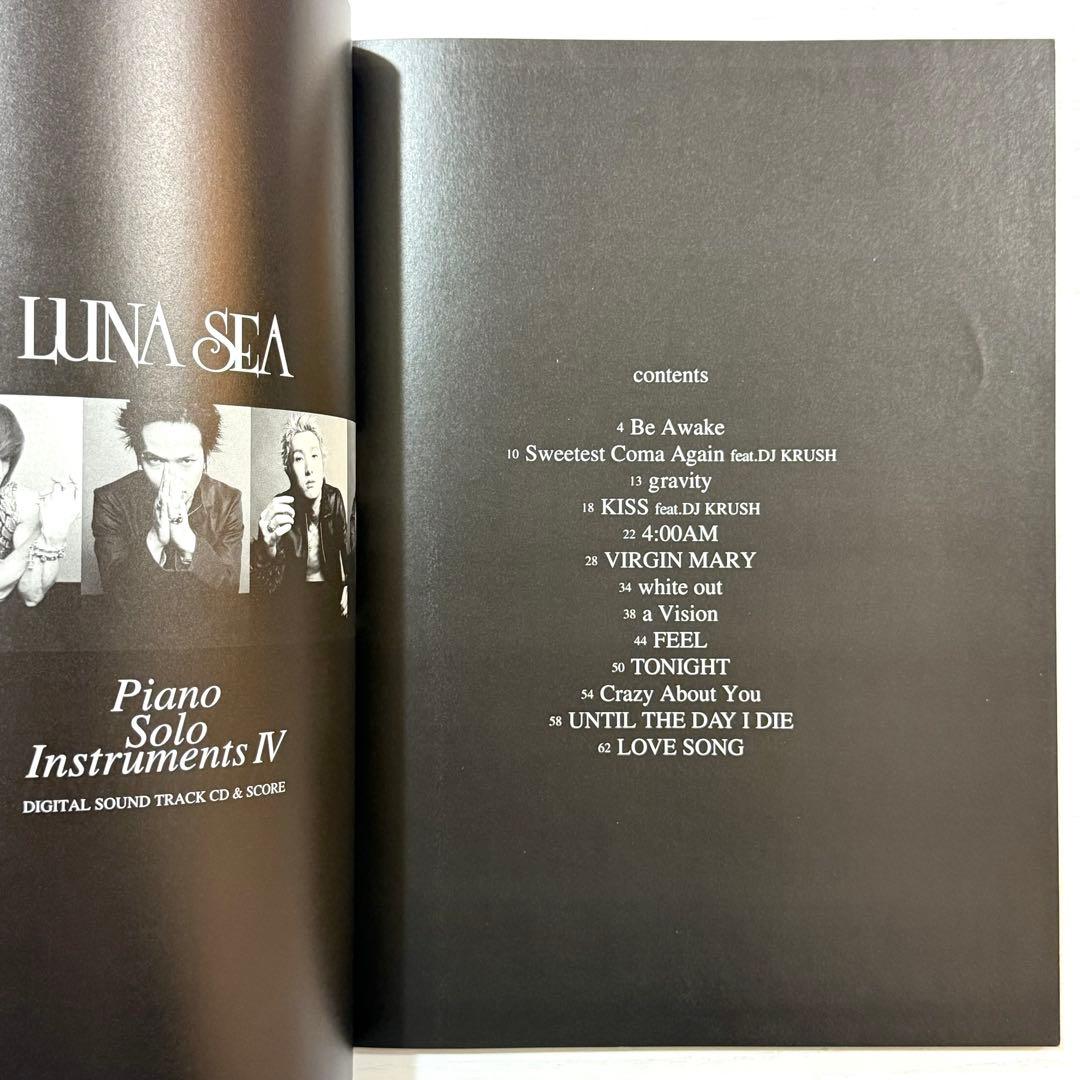 LUNA SEA
Piano
Solo
Instruments IV
DIGITAL SOUND TRACK CD & SCORE
contents
4 Be Awake
10 Sweetest Coma Again feat.DJ KRUSH
13 gravity
18 KISS feat.DJ KRUSH
22 4:00AM
28 VIRGIN MARY
34 white out
38 a Vision
44 FEEL
50 TONIGHT
54 Crazy About You
58 UNTIL THE DAY I DIE
62 LOVE SONG